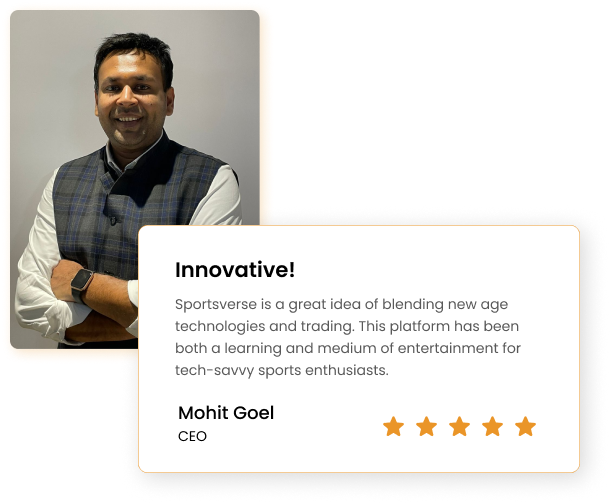 Innovative!
Sportsverse is a great idea of blending new age
technologies and trading. This platform has been
both a learning and medium of entertainment for
tech-savvy sports enthusiasts.
Mohit Goel
CEO